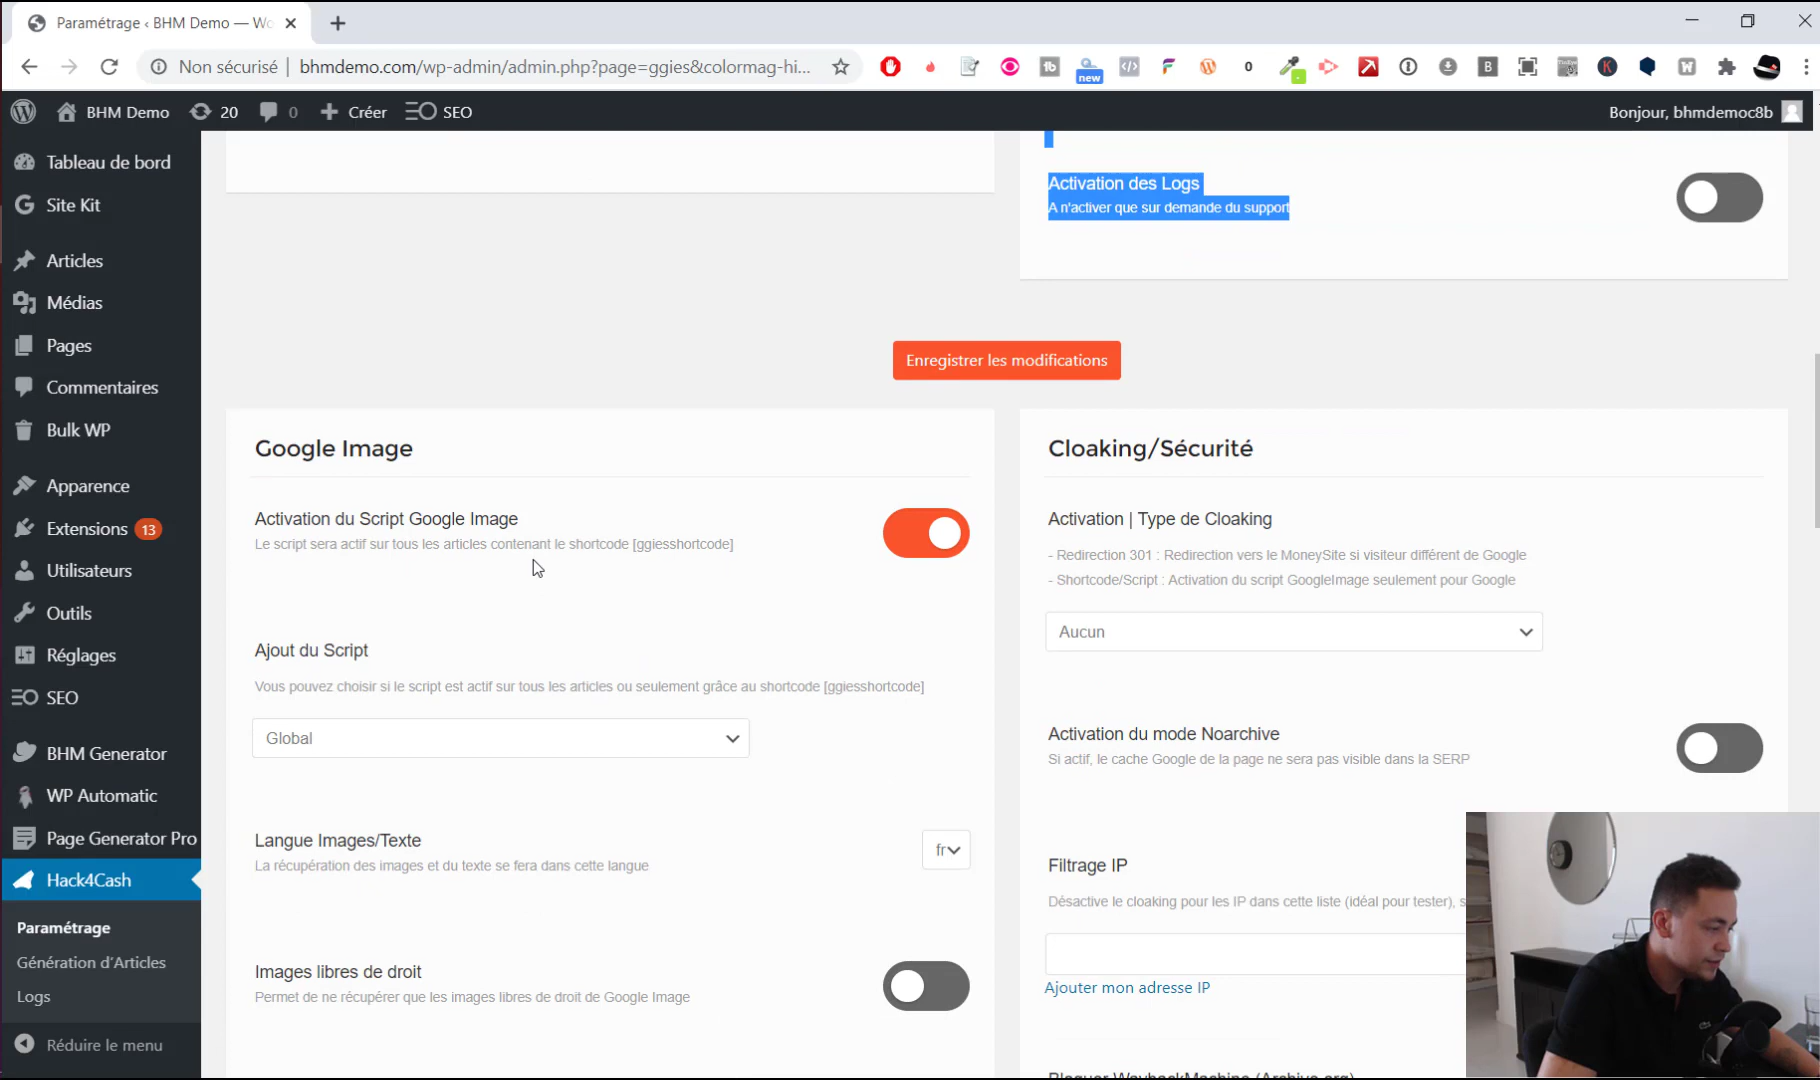 Paramétrage ‹ BHM Demo — Wo
Non sécurisé
bhmdemo.com/wp-admin/admin.php?page=ggies&colormag-hi...
new
BHM Demo
20
0
Créer
SEO
Bonjour, bhmdemoc8b
Tableau de bord
Site Kit
Articles
Médias
Pages
Commentaires
Bulk WP
Apparence
Extensions 13
Utilisateurs
Outils
Réglages
SEO
BHM Generator
WP Automatic
Page Generator Pro
Hack4Cash
Paramétrage
Génération d'Articles
Logs
Réduire le menu
Activation des Logs
A n'activer que sur demande du support
Enregistrer les modifications
Google Image
Activation du Script Google Image
Le script sera actif sur tous les articles contenant le shortcode [ggiesshortcode]
Ajout du Script
Vous pouvez choisir si le script est actif sur tous les articles ou seulement grâce au shortcode [ggiesshortcode]
Global
Langue Images/Texte
La récupération des images et du texte se fera dans cette langue
fr
Images libres de droit
Permet de ne récupérer que les images libres de droit de Google Image
Cloaking/Sécurité
Activation | Type de Cloaking
- Redirection 301 : Redirection vers le MoneySite si visiteur différent de Google
- Shortcode/Script : Activation du script GoogleImage seulement pour Google
Aucun
Activation du mode Noarchive
Si actif, le cache Google de la page ne sera pas visible dans la SERP
Filtrage IP
Désactive le cloaking pour les IP dans cette liste (idéal pour tester), s
Ajouter mon adresse IP
Bloquer WaybackMachine (Archive.org)